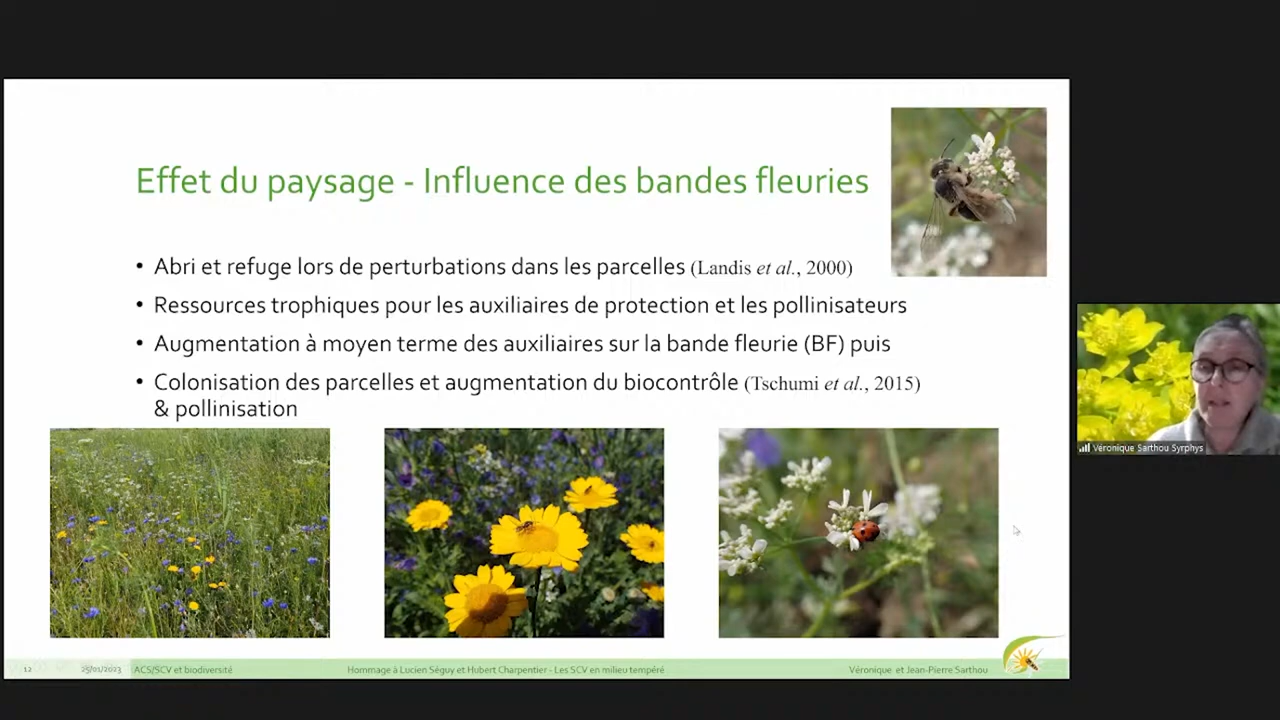 Effet du paysage - Influence des bandes fleuries
• Abri et refuge lors de perturbations dans les parcelles (Landis et al., 2000)
• Ressources trophiques pour les auxiliaires de protection et les pollinisateurs
• Augmentation à moyen terme des auxiliaires sur la bande fleurie (BF) puis
• Colonisation des parcelles et augmentation du biocontrôle (Tschumi et al., 2015)
& pollinisation
Véronique Sarthou Syrphys
12 25/01/2023 ACS/SCV et biodiversité Hommage à Lucien Séguy et Hubert Charpentier - Les SCV en milieu tempéré Véronique et Jean-Pierre Sarthou